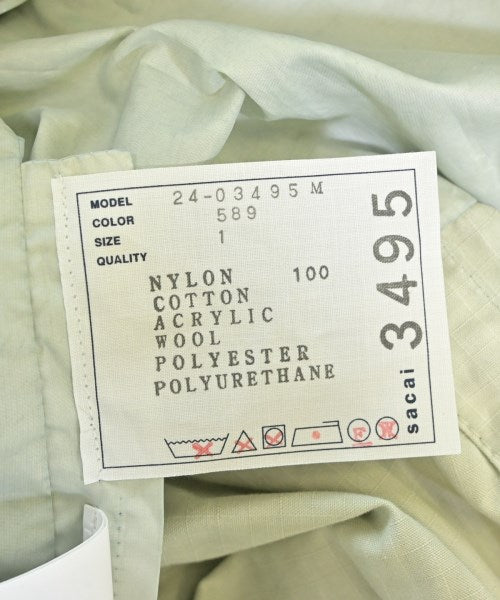 MODEL 24-03495 M
COLOR 589
SIZE 1
QUALITY
NYLON 100
COTTON
ACRYLIC
WOOL
POLYESTER
POLYURETHANE
sacai 3495
F W